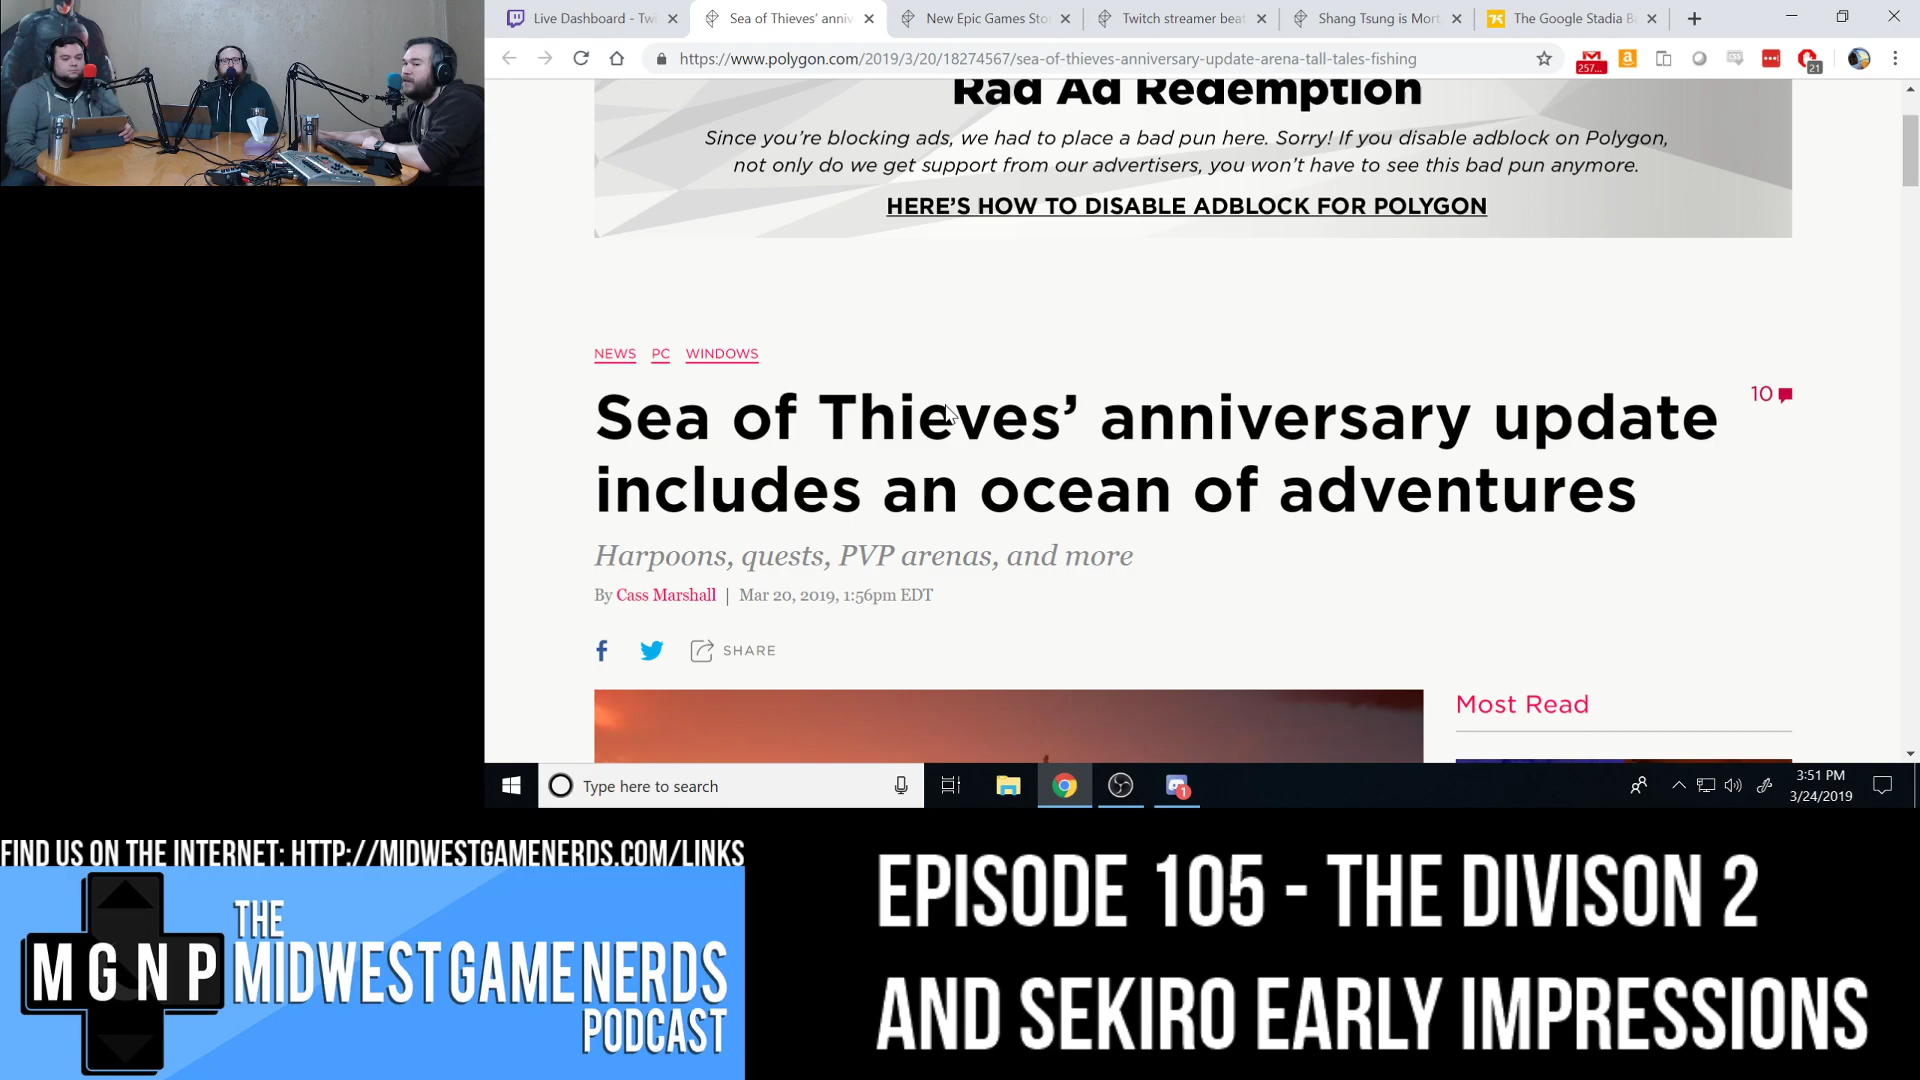 Live Dashboard - Twi
Sea of Thieves' anniv
New Epic Games Sto
Twitch streamer beat
Shang Tsung is Mort
The Google Stadia B
https://www.polygon.com/2019/3/20/18274567/sea-of-thieves-anniversary-update-arena-tall-tales-fishing
257...
21
Rad Ad Redemption
Since you're blocking ads, we had to place a bad pun here. Sorry! If you disable adblock on Polygon,
not only do we get support from our advertisers, you won't have to see this bad pun anymore.
HERE'S HOW TO DISABLE ADBLOCK FOR POLYGON
NEWS PC WINDOWS
Sea of Thieves' anniversary update
includes an ocean of adventures
10
Harpoons, quests, PVP arenas, and more
By Cass Marshall | Mar 20, 2019, 1:56pm EDT
SHARE
Most Read
Type here to search
1
3:51 PM
3/24/2019
FIND US ON THE INTERNET: HTTP://MIDWESTGAMENERDS.COM/LINKS
MGNP
THE
MIDWEST GAME NERDS
PODCAST
EPISODE 105 - THE DIVISON 2
AND SEKIRO EARLY IMPRESSIONS